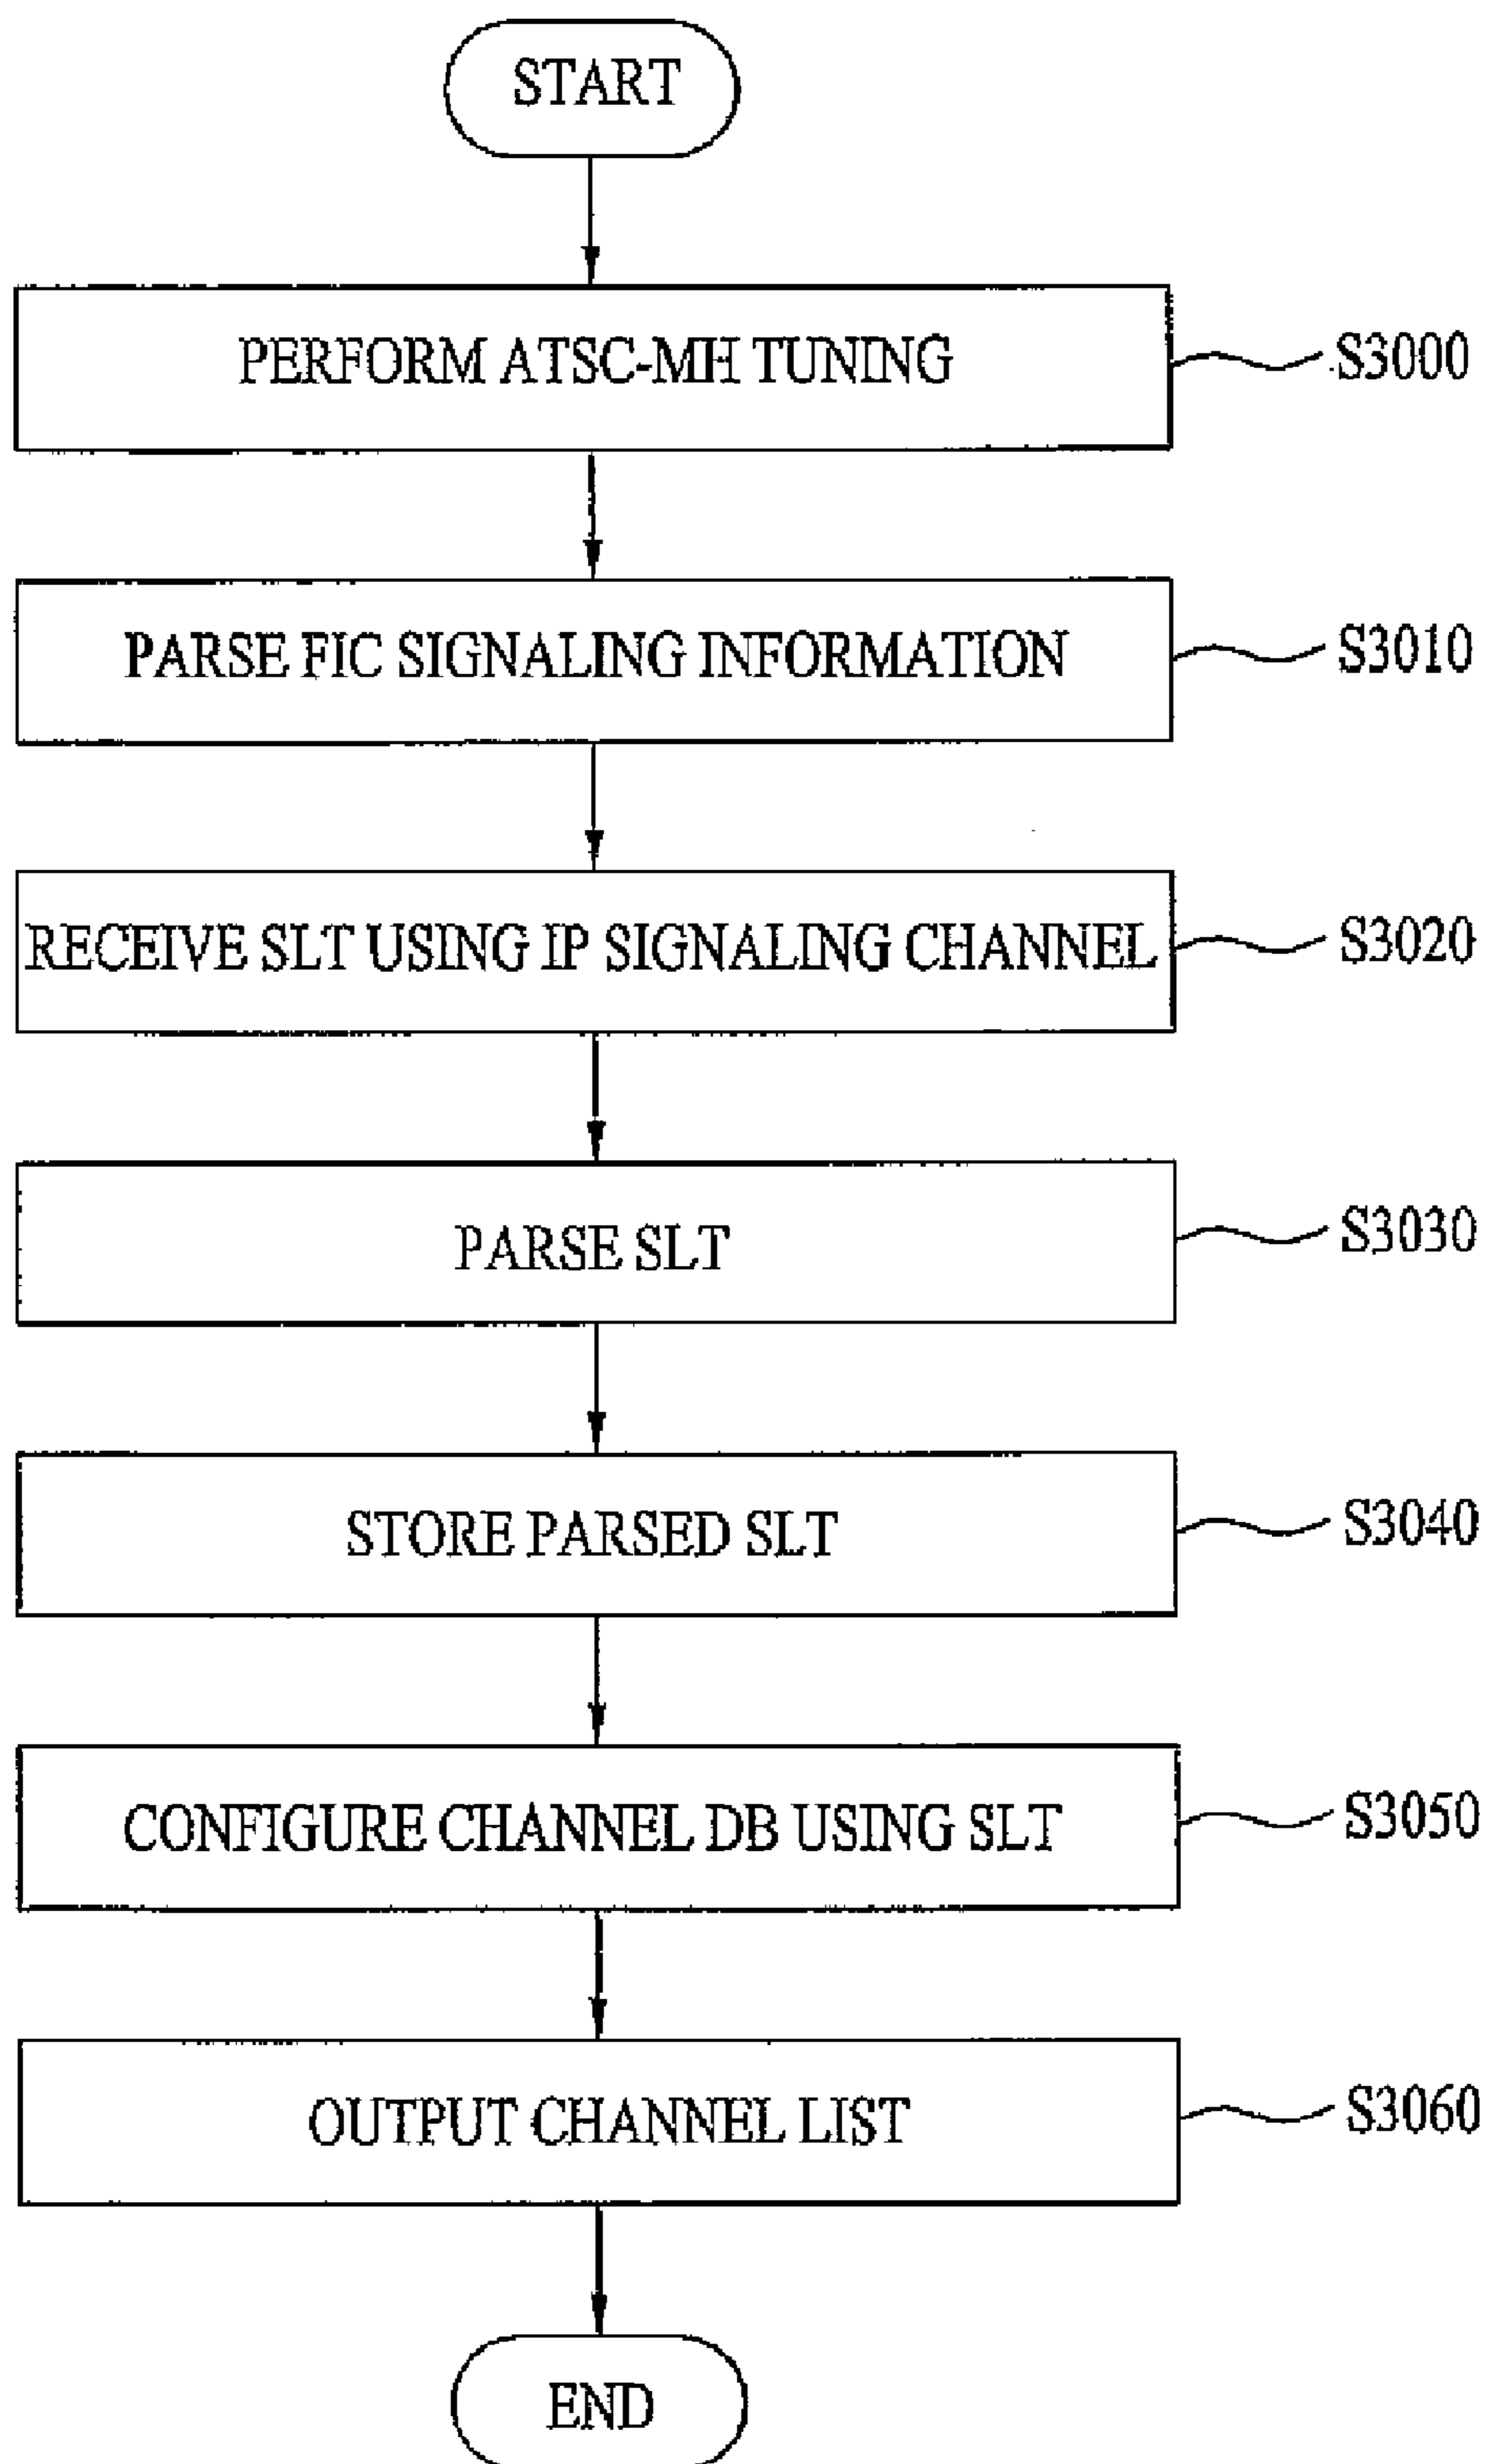 START
PERFORM ATSC-MH TUNING
S3000
PARSE FIC SIGNALING INFORMATION
S3010
RECEIVE SLT USING IP SIGNALING CHANNEL
S3020
PARSE SLT
S3030
STORE PARSED SLT
S3040
CONFIGURE CHANNEL DB USING SLT
S3050
OUTPUT CHANNEL LIST
S3060
END